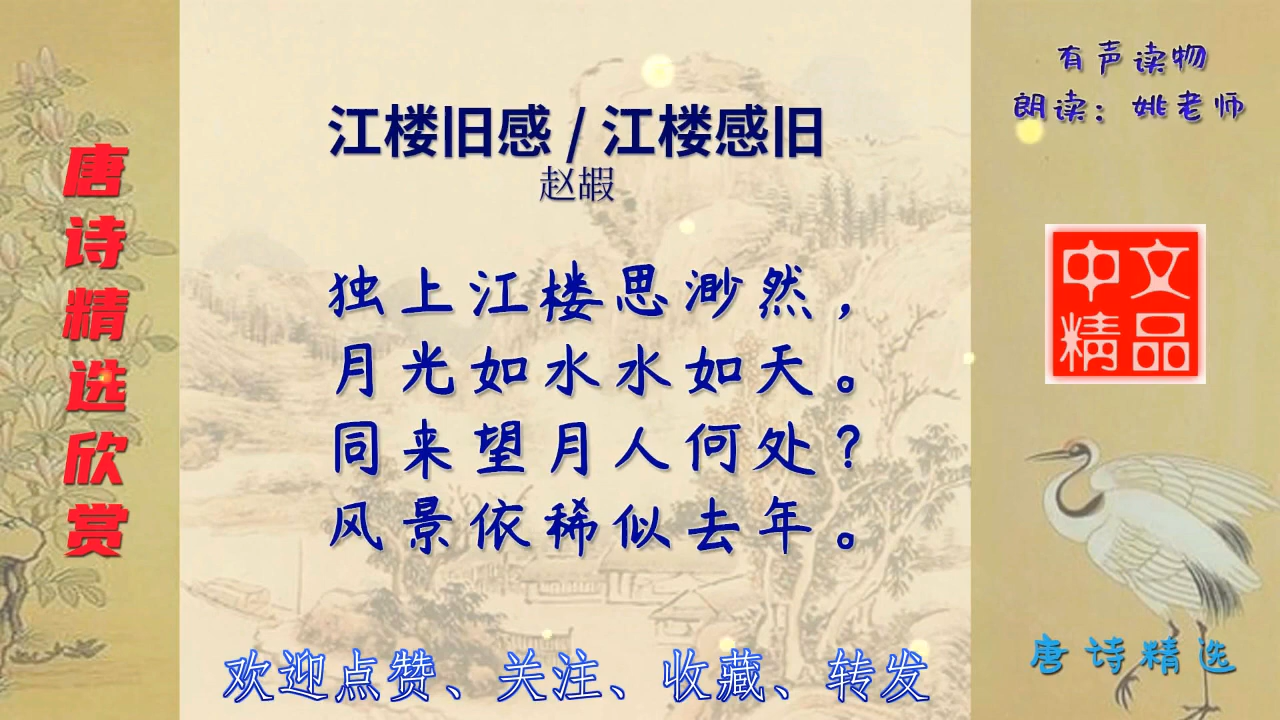 唐诗精选欣赏
江楼旧感 / 江楼感旧
赵嘏
独上江楼思渺然，
月光如水水如天。
同来望月人何处？
风景依稀似去年。
欢迎点赞、关注、收藏、转发
有声读物
朗读：姚老师
中文
精品
唐诗精选